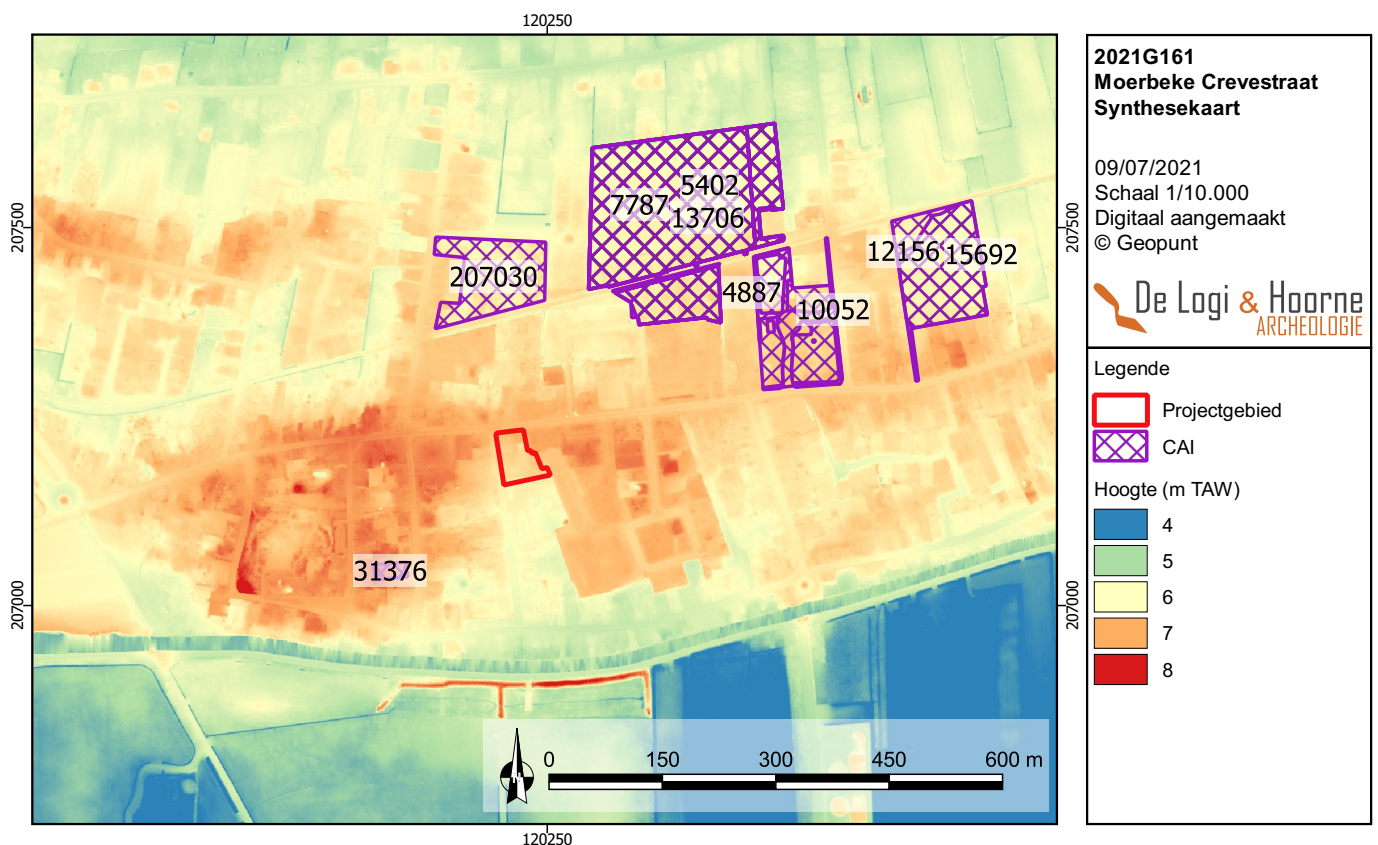 120250
207500
207500
5402
7787
13706
12156
15692
207030
4887
10052
31376
207000
207000
0
150
300
450
600 m
120250
2021G161
Moerbeke Crevestraat
Synthesekaart
09/07/2021
Schaal 1/10.000
Digitaal aangemaakt
© Geopunt
De Logi & Hoorne
ARCHEOLOGIE
Legende
Projectgebied
CAI
Hoogte (m TAW)
4
5
6
7
8